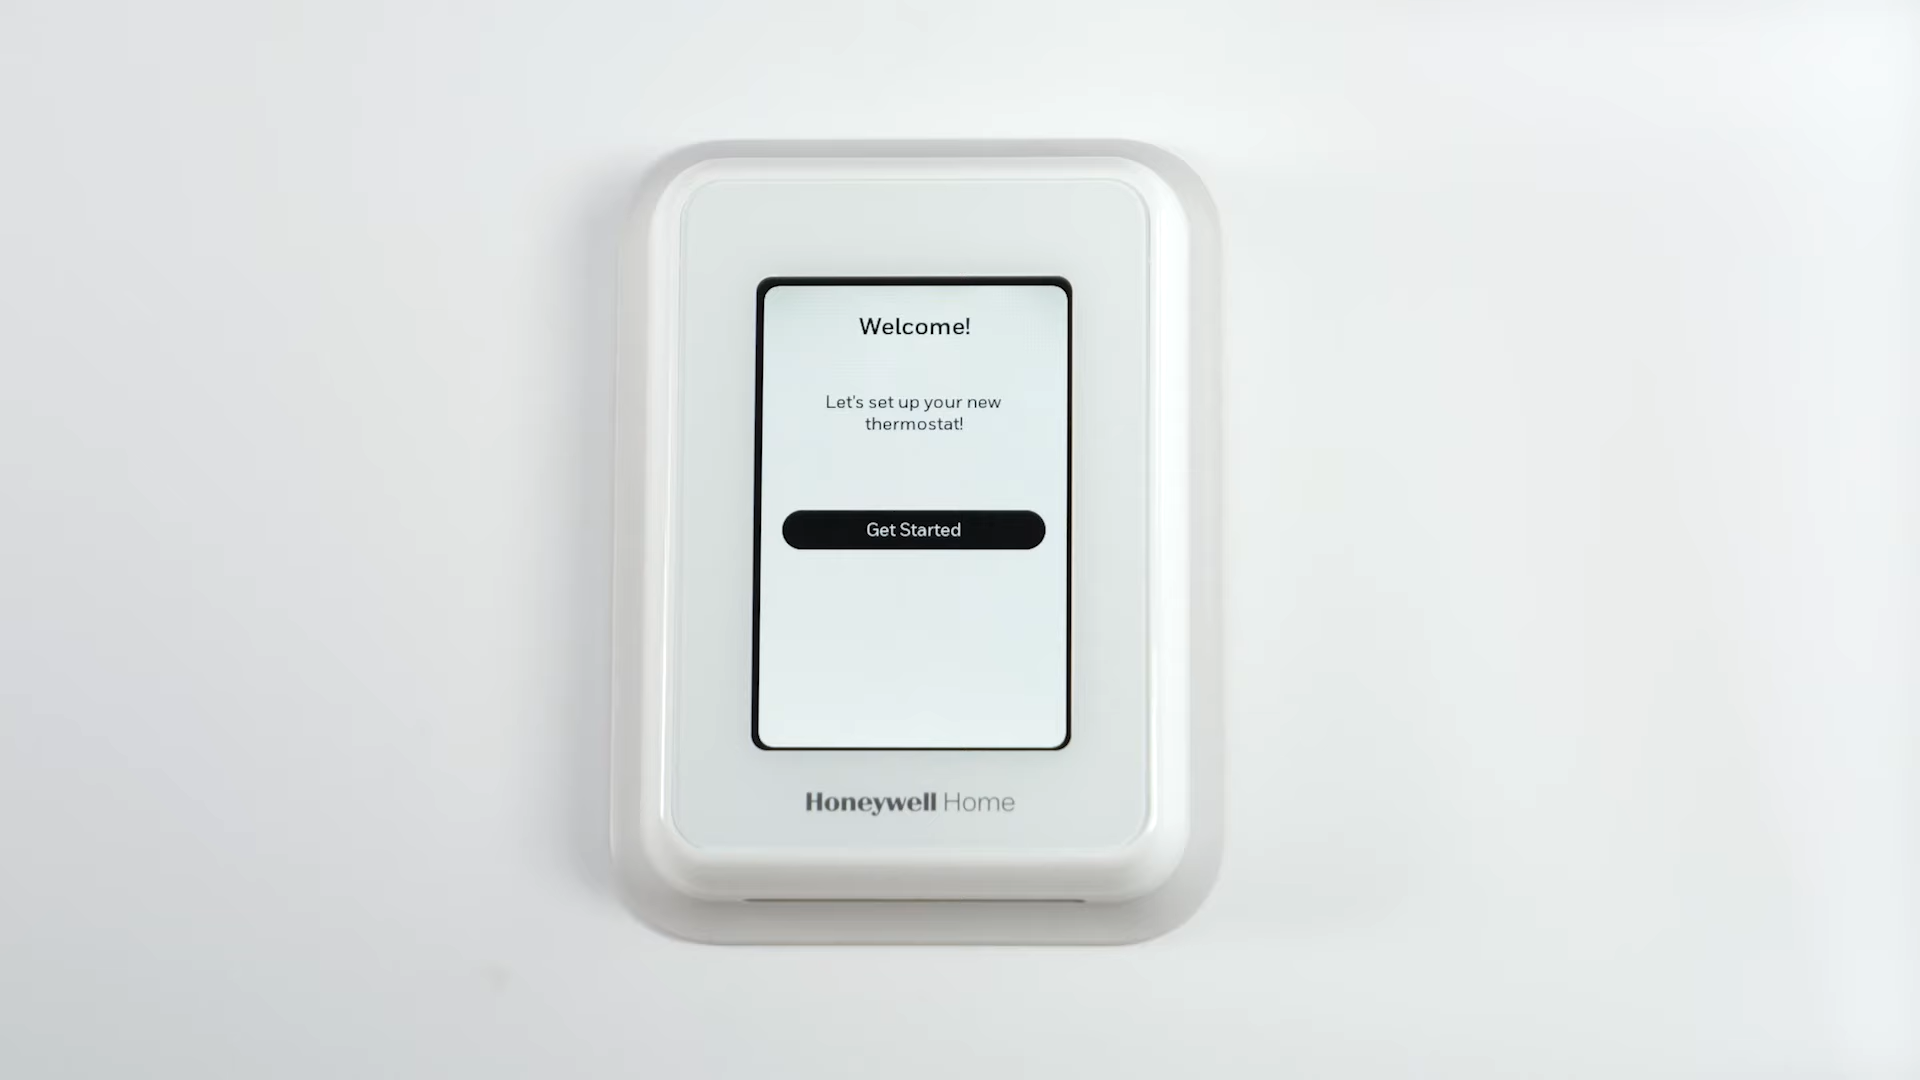 Welcome!
Let's set up your new
thermostat!
Get Started
Honeywell Home